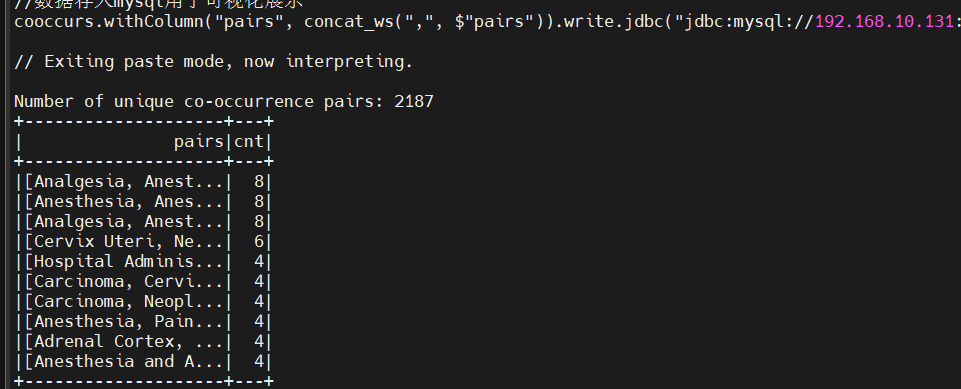 //数据存入mysql用于可视化展示
cooccurs.withColumn("pairs", concat_ws(",", $"pairs")).write.jdbc("jdbc:mysql://192.168.10.131:
// Exiting paste mode, now interpreting.
Number of unique co-occurrence pairs: 2187
+--------------------+---+
|               pairs|cnt|
+--------------------+---+
|[Analgesia, Anest...|  8|
|[Anesthesia, Anes...|  8|
|[Analgesia, Anest...|  8|
|[Cervix Uteri, Ne...|  6|
|[Hospital Adminis...|  4|
|[Carcinoma, Cervi...|  4|
|[Carcinoma, Neopl...|  4|
|[Anesthesia, Pain...|  4|
|[Adrenal Cortex, ...|  4|
|[Anesthesia and A...|  4|
+--------------------+---+